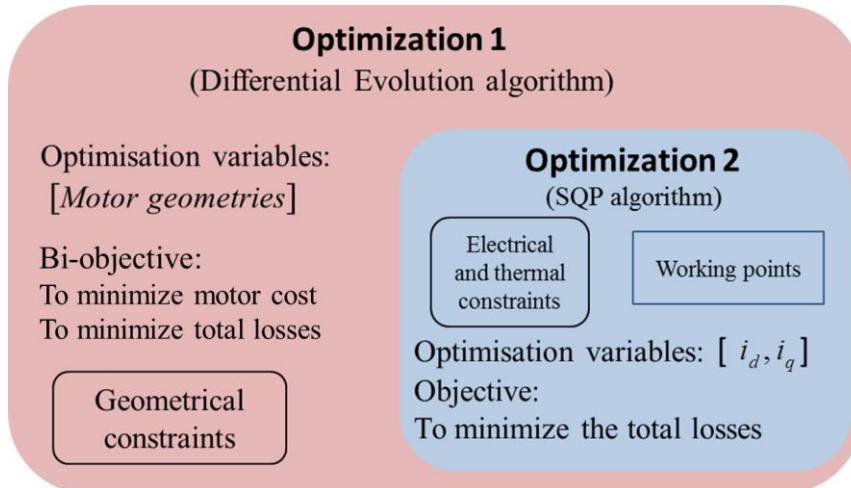 Optimization 1
(Differential Evolution algorithm)
Optimisation variables:
[Motor geometries]
Bi-objective:
To minimize motor cost
To minimize total losses
Geometrical
constraints
Optimization 2
(SQP algorithm)
Electrical
and thermal
constraints
Working points
Optimisation variables: [ i_d, i_q ]
Objective:
To minimize the total losses